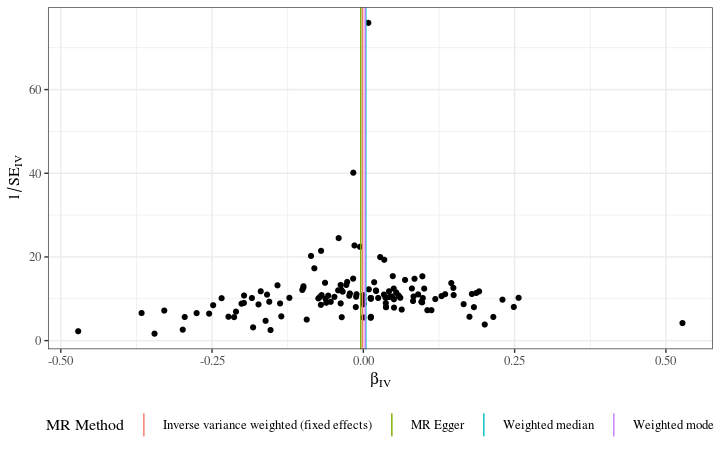 60
40
20
0
1/SE_IV
-0.50 -0.25 0.00 0.25 0.50
β_IV
MR Method Inverse variance weighted (fixed effects) MR Egger Weighted median Weighted mode